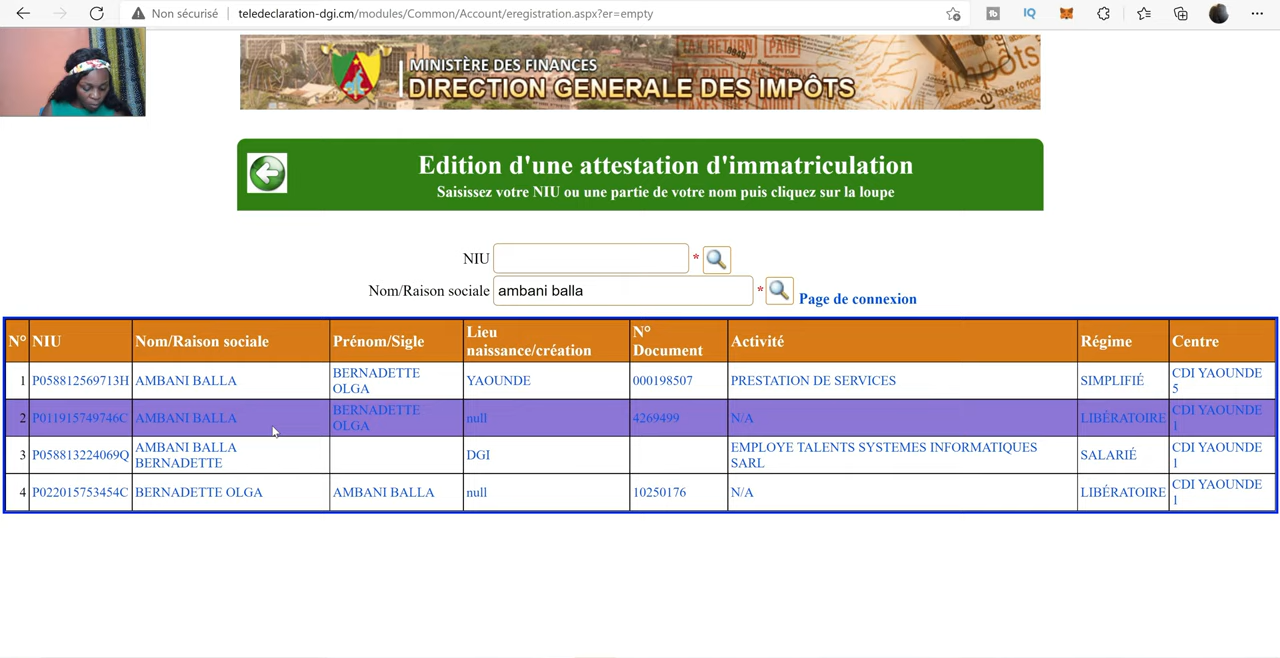 Non sécurisé | teledeclaration-dgi.cm/modules/Common/Account/eregistration.aspx?er=empty
TAX RETURN PAID
MINISTÈRE DES FINANCES
DIRECTION GENERALE DES IMPÔTS
impôts
Edition d'une attestation d'immatriculation
Saisissez votre NIU ou une partie de votre nom puis cliquez sur la loupe
NIU *
Nom/Raison sociale ambani balla * Page de connexion
N° NIU Nom/Raison sociale Prénom/Sigle Lieu naissance/création N° Document Activité Régime Centre
1 P058812569713H AMBANI BALLA BERNADETTE OLGA YAOUNDE 000198507 PRESTATION DE SERVICES SIMPLIFIÉ CDI YAOUNDE 5
2 P011915749746C AMBANI BALLA BERNADETTE OLGA null 4269499 N/A LIBÉRATOIRE CDI YAOUNDE 1
3 P058813224069Q AMBANI BALLA BERNADETTE DGI EMPLOYE TALENTS SYSTEMES INFORMATIQUES SARL SALARIÉ CDI YAOUNDE 1
4 P022015753454C BERNADETTE OLGA AMBANI BALLA null 10250176 N/A LIBÉRATOIRE CDI YAOUNDE 1